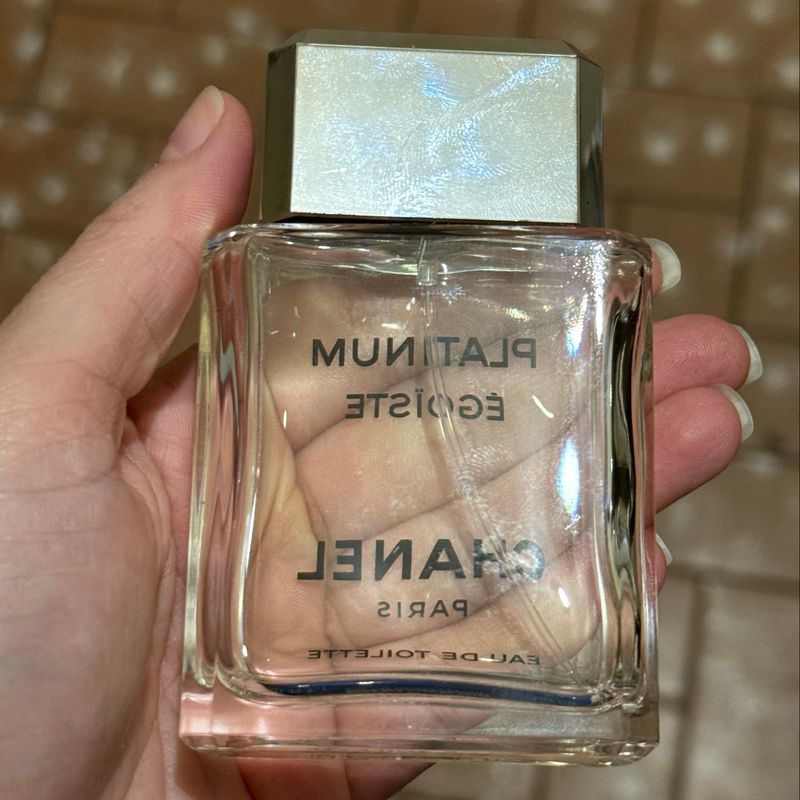 PLATINUM
ÉGOÏSTE
CHANEL
PARIS
EAU DE TOILETTE